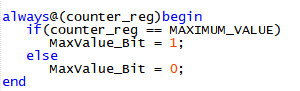 always@(counter_reg)begin
if(counter_reg == MAXIMUM_VALUE)
MaxValue_Bit = 1;
else
MaxValue_Bit = 0;
end